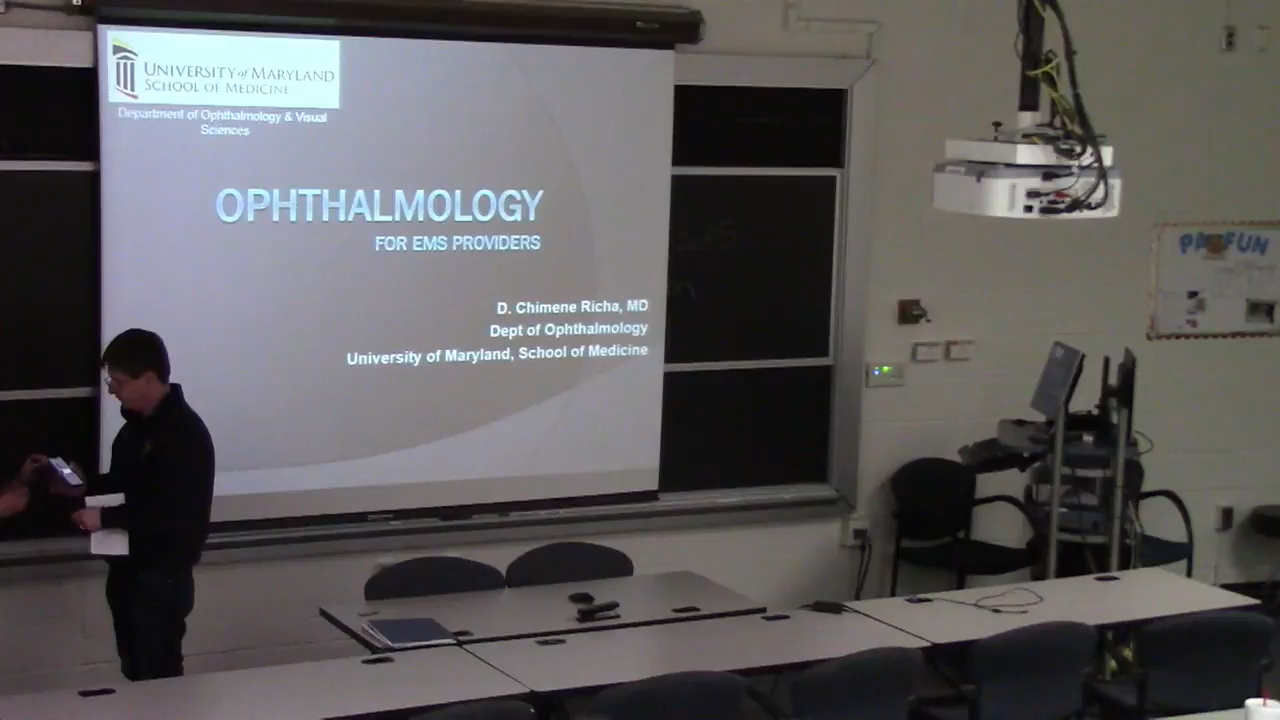 UNIVERSITY of MARYLAND
SCHOOL OF MEDICINE
Department of Ophthalmology & Visual
Sciences
OPHTHALMOLOGY
FOR EMS PROVIDERS
D. Chimene Richa, MD
Dept of Ophthalmology
University of Maryland, School of Medicine
FUN